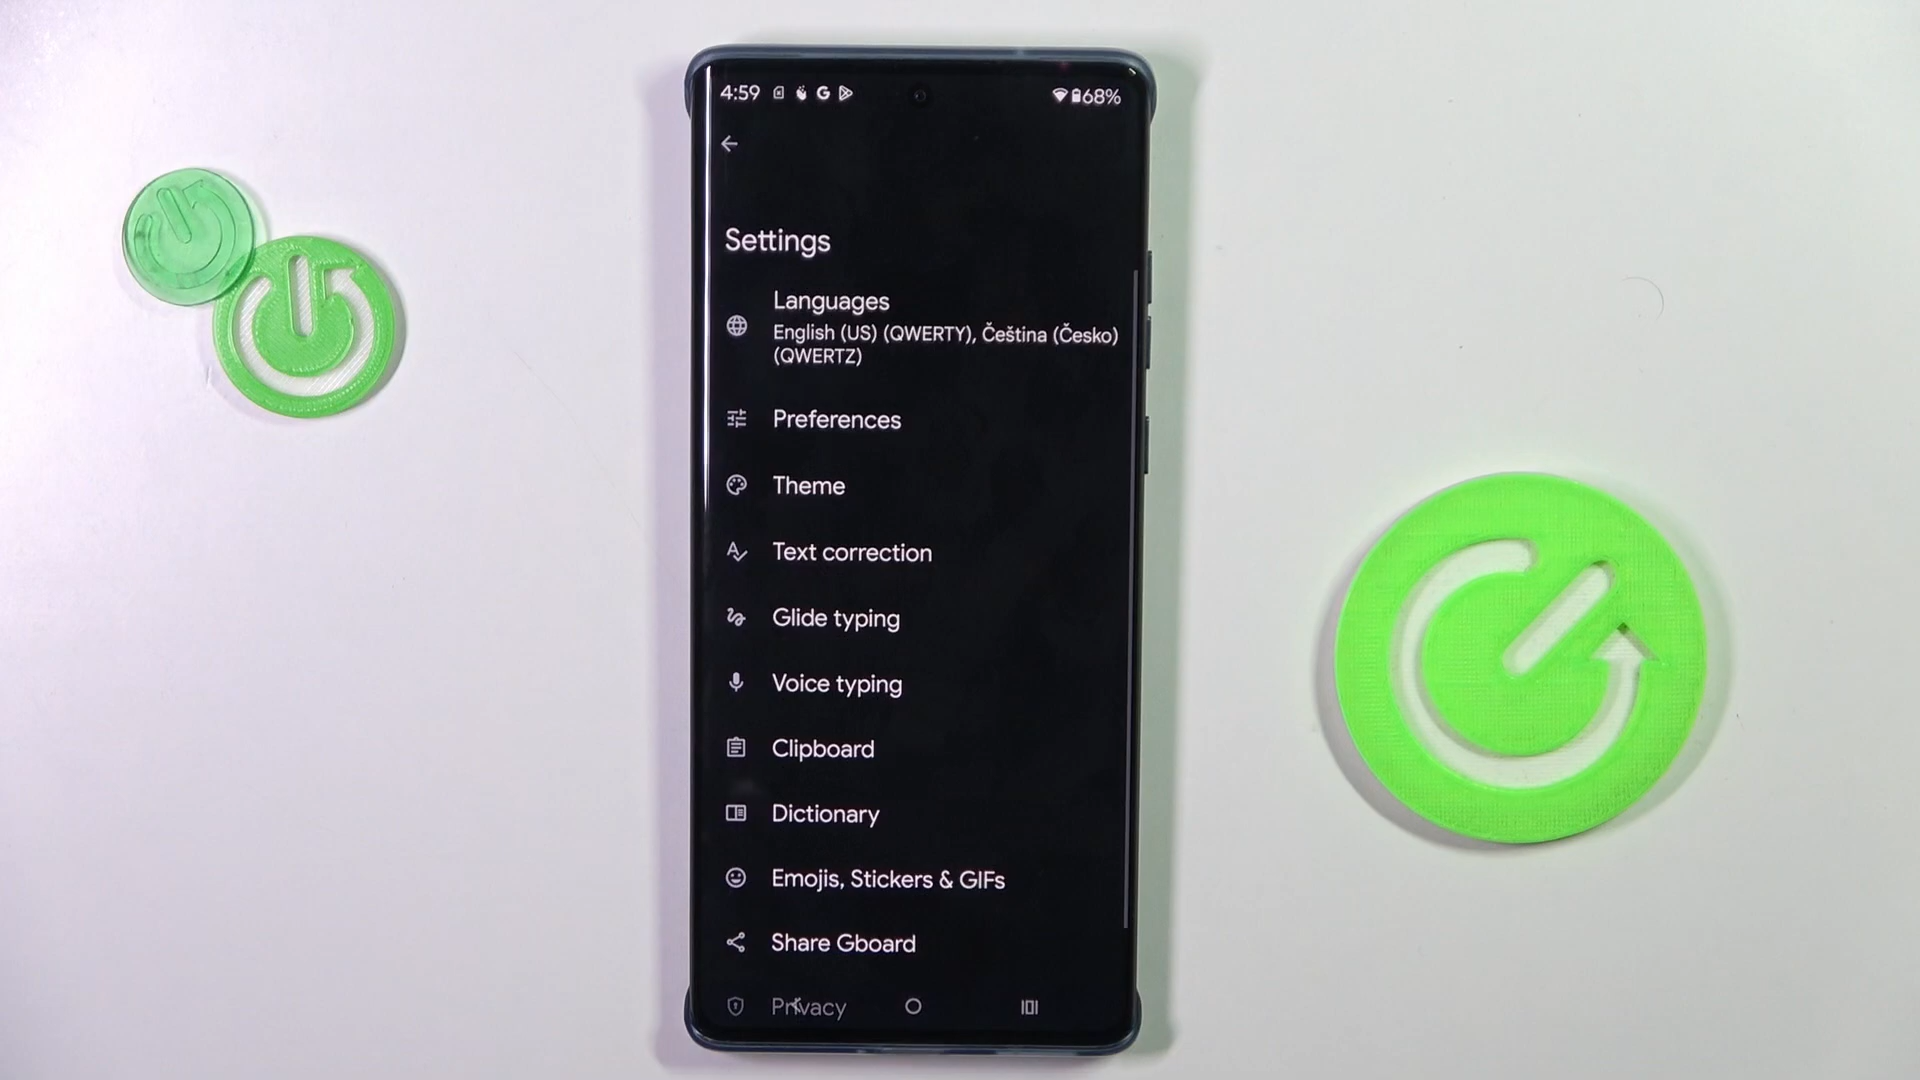 4:59 68%
Settings
Languages
English (US) (QWERTY), Čeština (Česko)
(QWERTZ)
Preferences
Theme
Text correction
Glide typing
Voice typing
Clipboard
Dictionary
Emojis, Stickers & GIFs
Share Gboard
Privacy